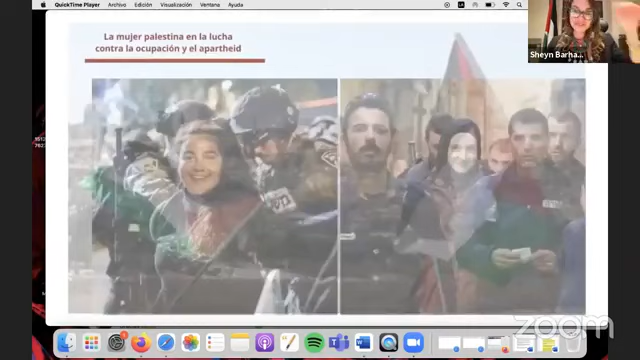 QuickTime Player Archivo Edición Visualización Ventana Ayuda
La mujer palestina en la lucha
contra la ocupación y el apartheid
Sheyn Barha...
zoom